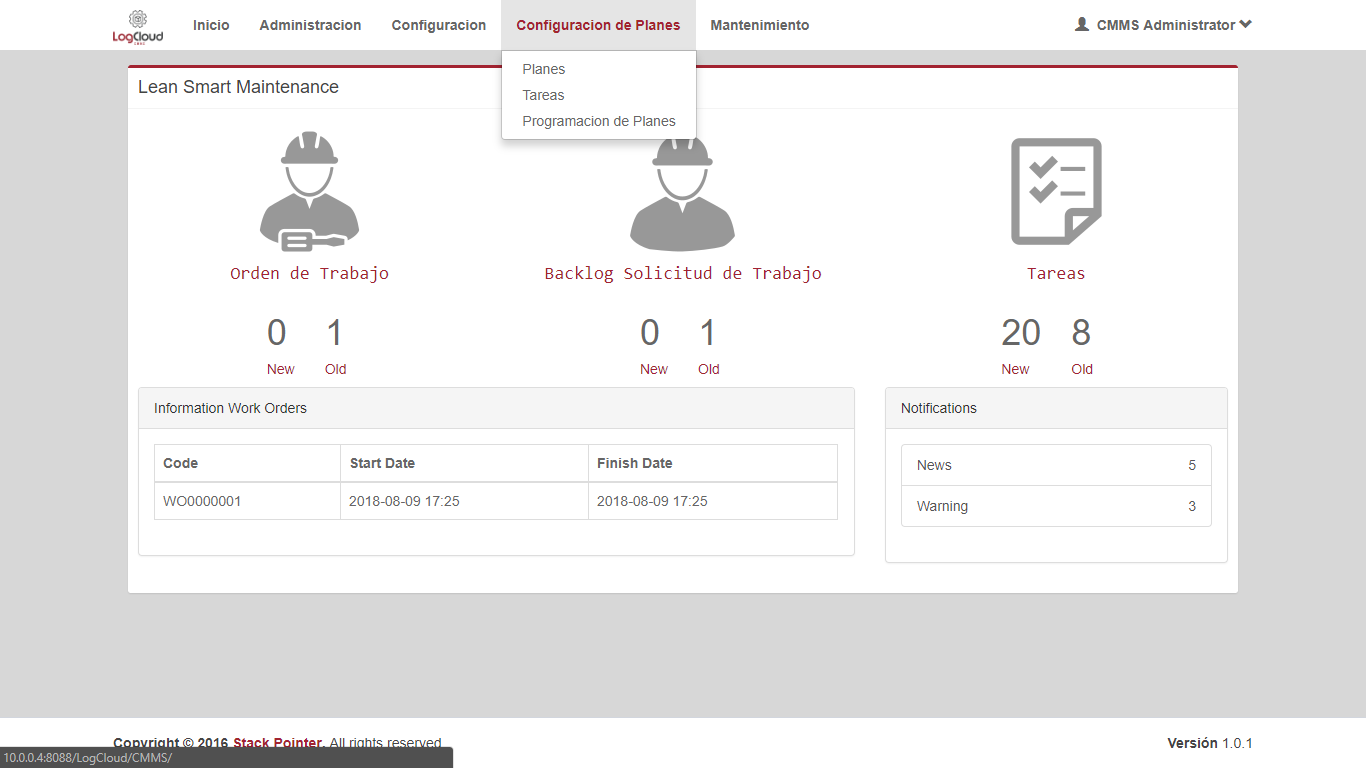 LogCloud
CMMS
Inicio Administracion Configuracion Configuracion de Planes Mantenimiento CMMS Administrator
Planes
Tareas
Programacion de Planes
Lean Smart Maintenance
Orden de Trabajo Backlog Solicitud de Trabajo Tareas
0 1 0 1 20 8
New Old New Old New Old
Information Work Orders
Code Start Date Finish Date
WO0000001 2018-08-09 17:25 2018-08-09 17:25
Notifications
News 5
Warning 3
Copyright © 2016 Stack Pointer. All rights reserved
Versión 1.0.1
10.0.0.4:8088/LogCloud/CMMS/